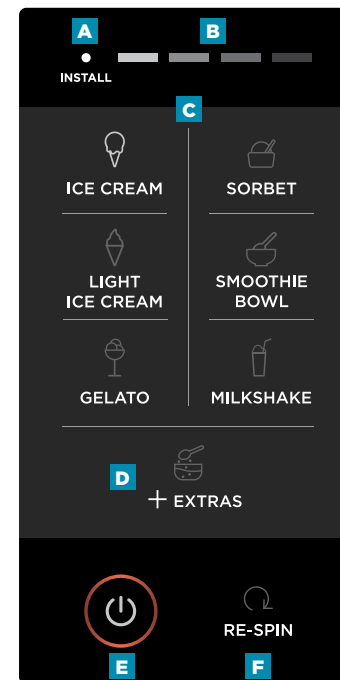 A
B
INSTALL
C
ICE CREAM
SORBET
LIGHT
ICE CREAM
SMOOTHIE
BOWL
GELATO
MILKSHAKE
D
+ EXTRAS
RE-SPIN
E
F